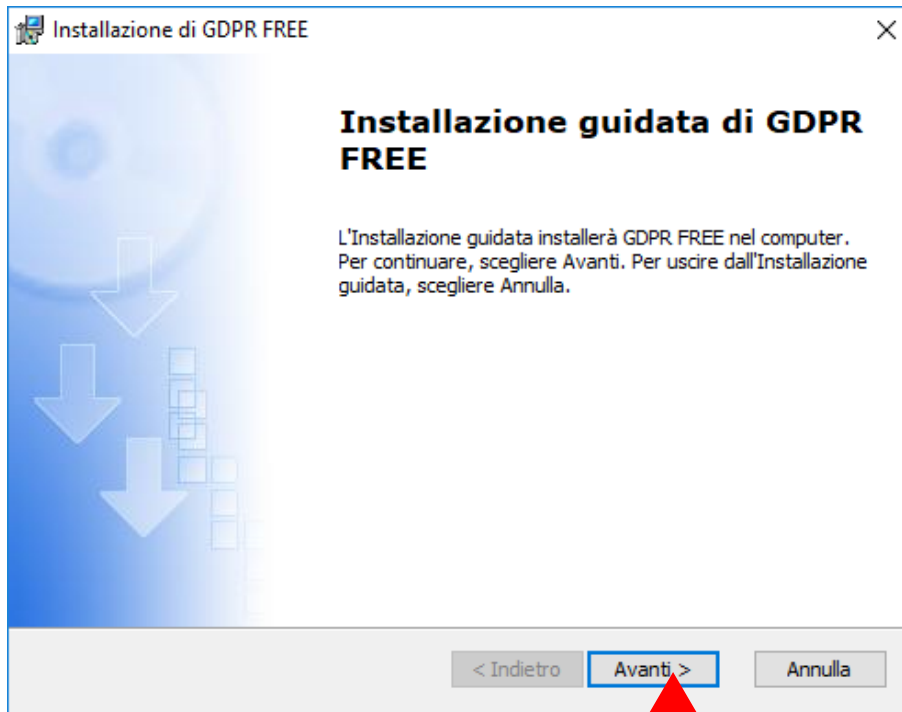 Installazione di GDPR FREE
Installazione guidata di GDPR
FREE
L'Installazione guidata installerà GDPR FREE nel computer.
Per continuare, scegliere Avanti. Per uscire dall'Installazione
guidata, scegliere Annulla.
< Indietro Avanti > Annulla